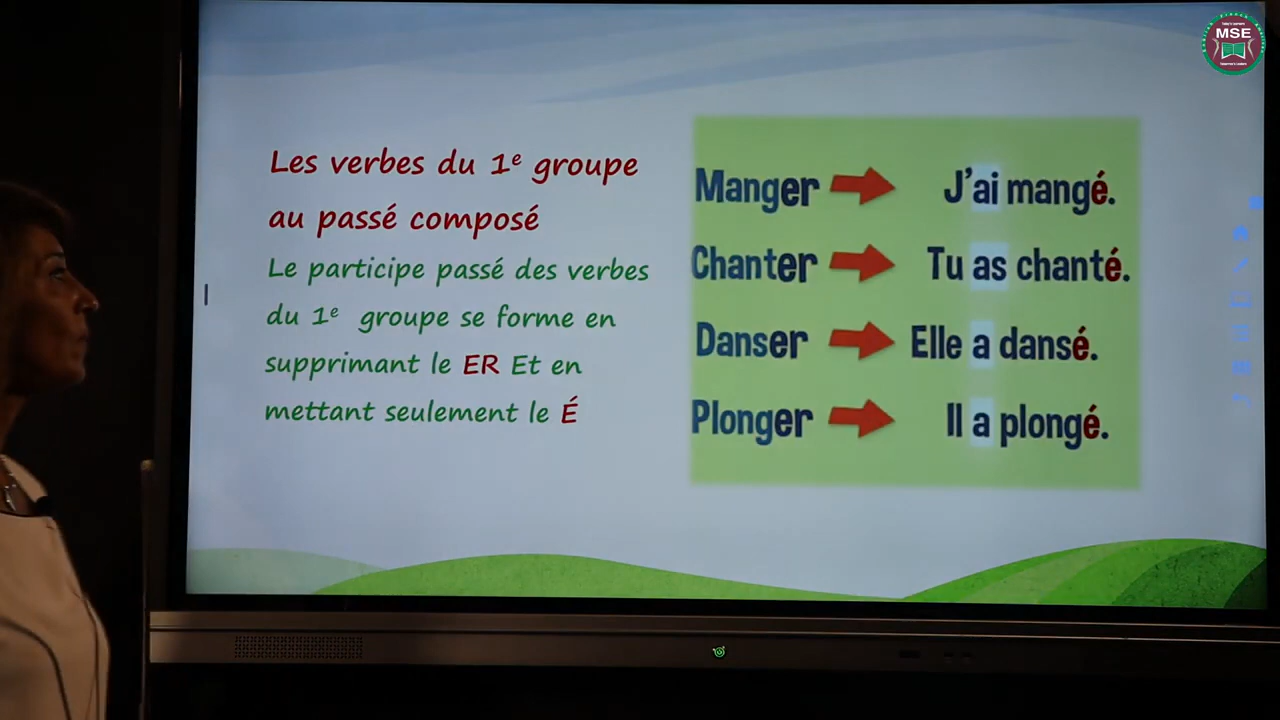 MSE
Les verbes du 1e groupe
au passé composé
Le participe passé des verbes
du 1e groupe se forme en
supprimant le ER Et en
mettant seulement le É
Manger J'ai mangé.
Chanter Tu as chanté.
Danser Elle a dansé.
Plonger Il a plongé.